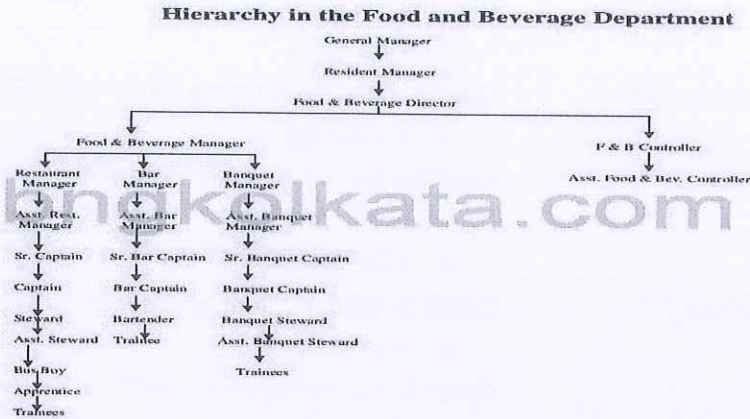 Hierarchy in the Food and Beverage Department
General Manager
Resident Manager
Food & Beverage Director
Food & Beverage Manager
F & B Controller
Asst. Food & Bev. Controller
Restaurant
Manager
Asst. Rest.
Manager
Sr. Captain
Captain
Steward
Asst. Steward
Bus Boy
Apprentice
Trainees
Bar
Manager
Asst. Bar
Manager
Sr. Bar Captain
Bar Captain
Bartender
Trainee
Banquet
Manager
Asst. Banquet
Manager
Sr. Banquet Captain
Banquet Captain
Banquet Steward
Asst. Banquet Steward
Trainees
bngkolkata.com